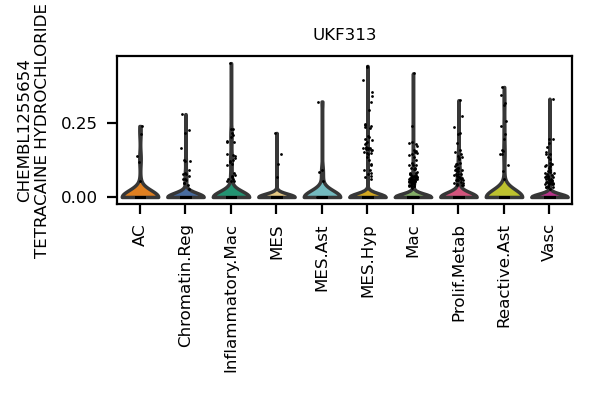 UKF313
CHEMBL1255654
TETRACAINE HYDROCHLORIDE
0.25
0.00
AC
Chromatin.Reg
Inflammatory.Mac
MES
MES.Ast
MES.Hyp
Mac
Prolif.Metab
Reactive.Ast
Vasc